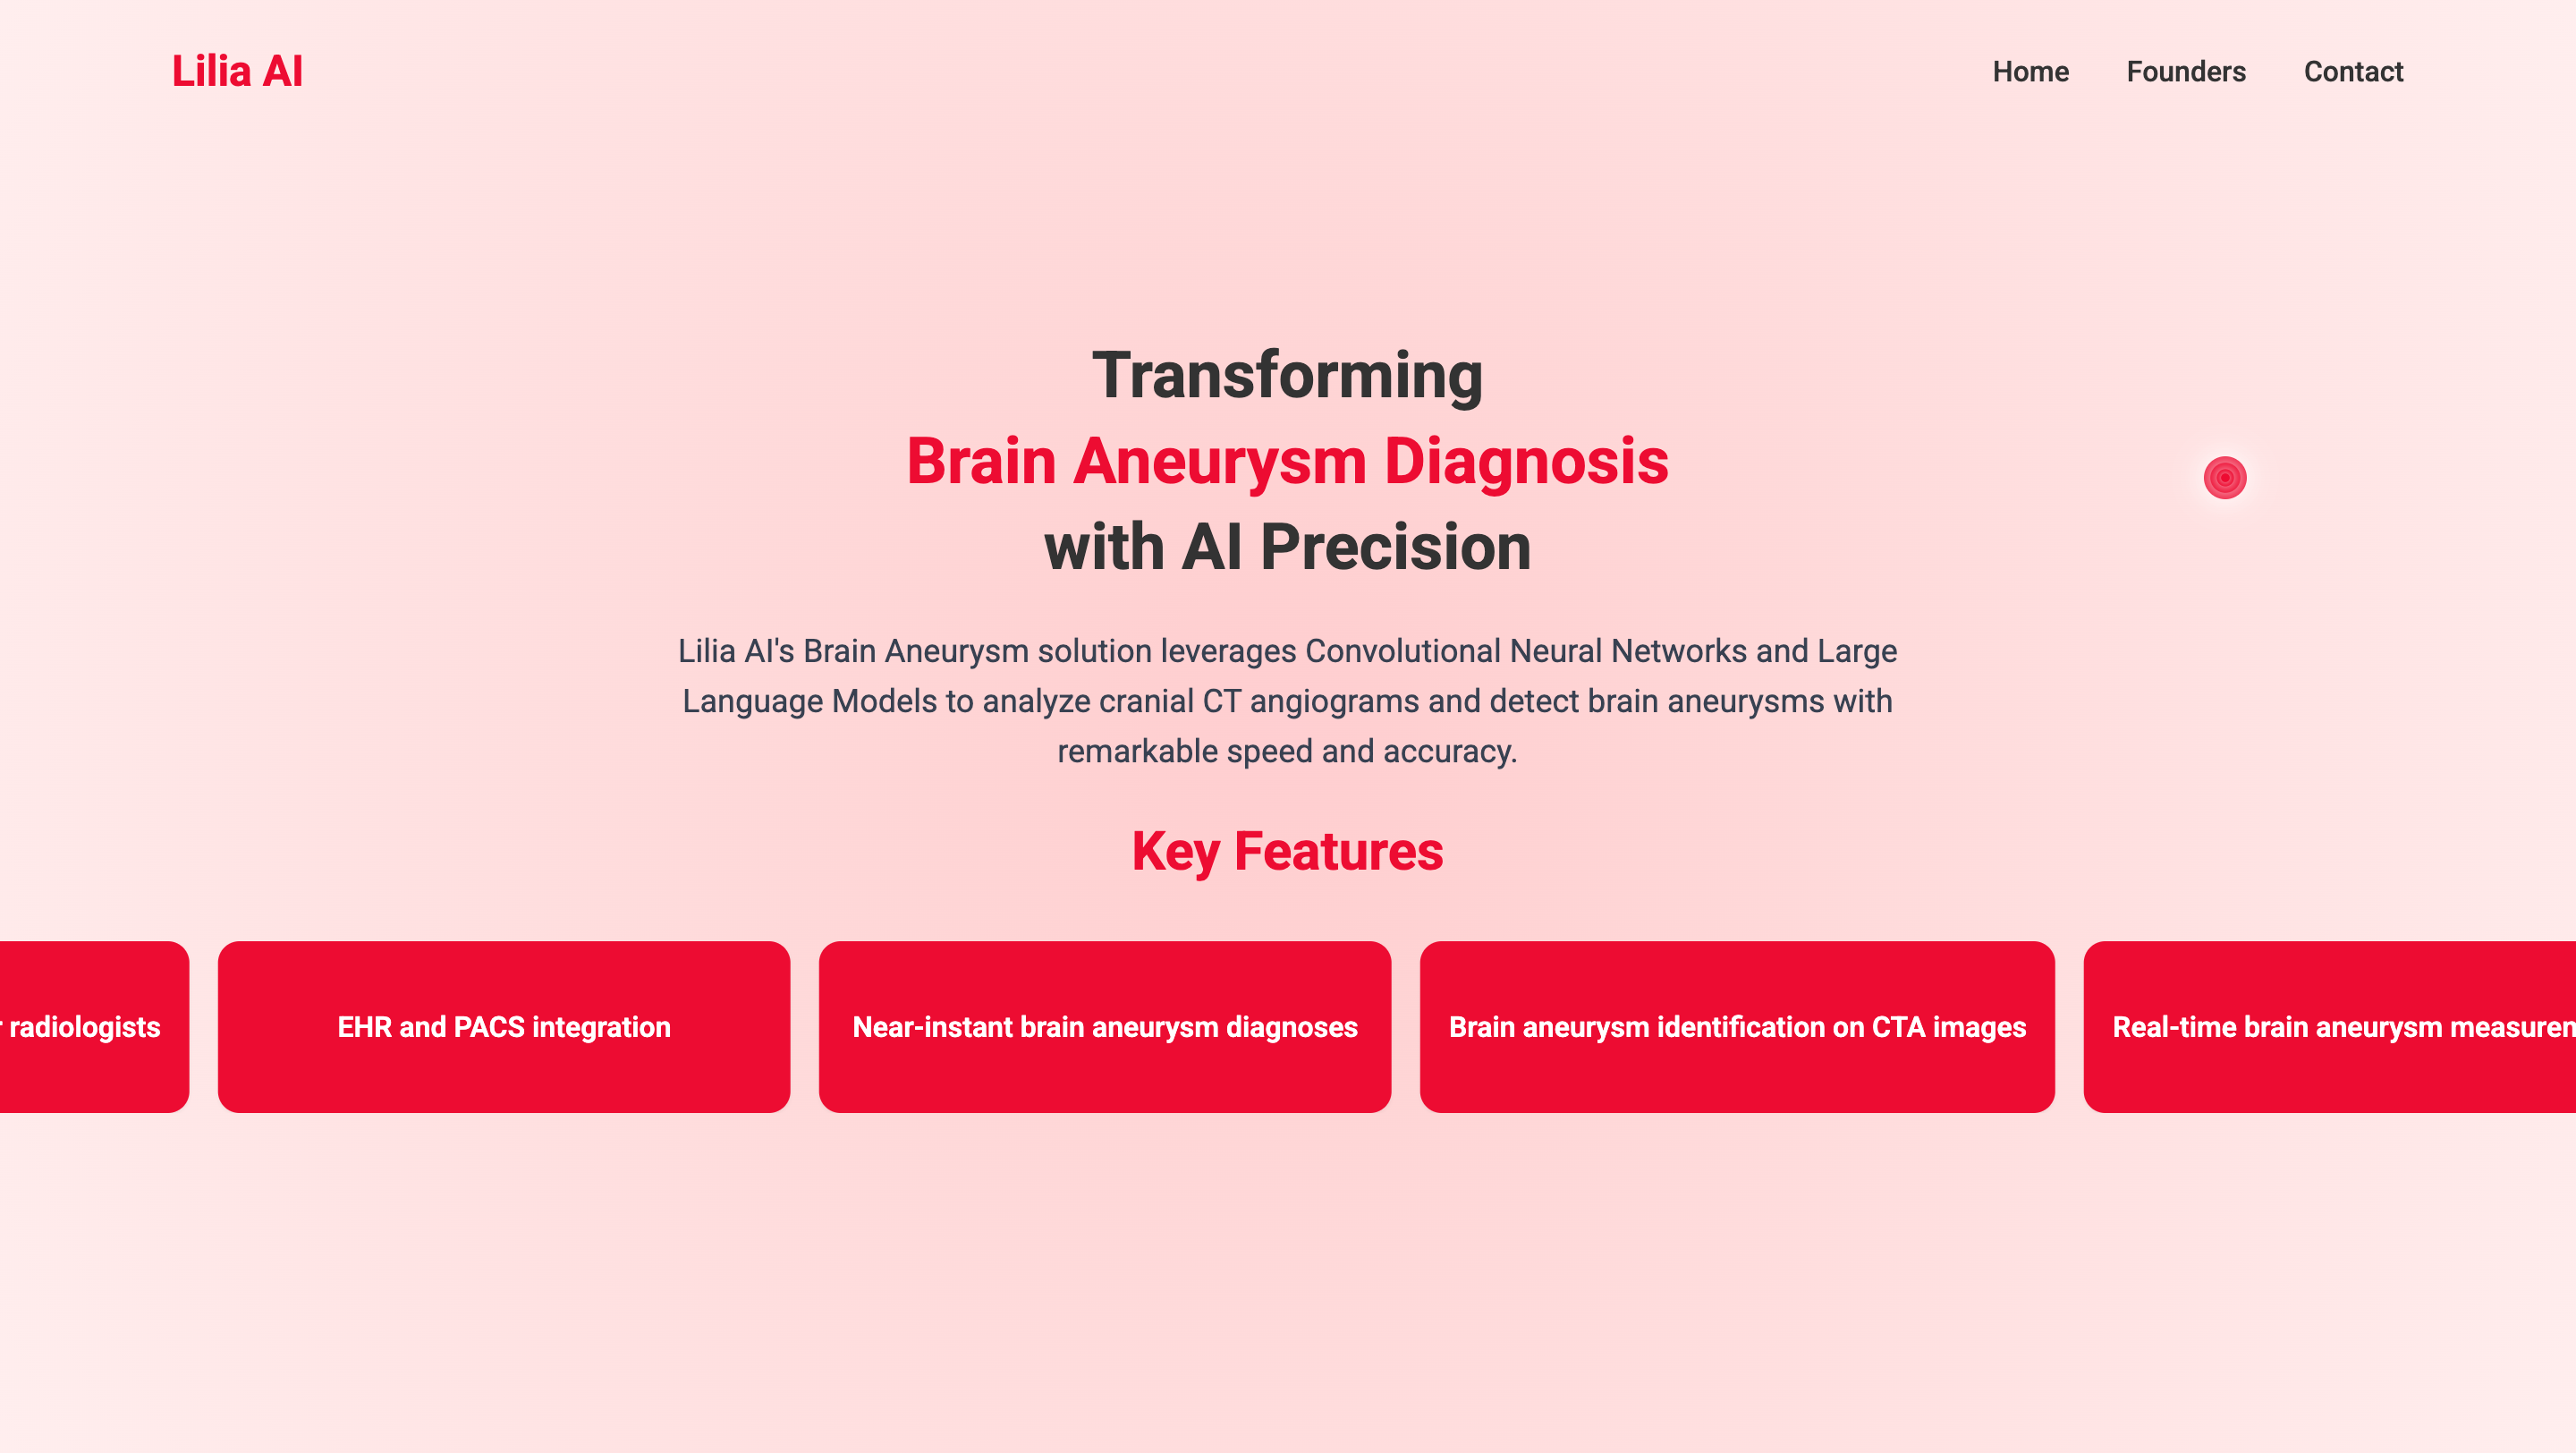 Lilia AI
Home
Founders
Contact
Transforming
Brain Aneurysm Diagnosis
with AI Precision
Lilia AI's Brain Aneurysm solution leverages Convolutional Neural Networks and Large
Language Models to analyze cranial CT angiograms and detect brain aneurysms with
remarkable speed and accuracy.
Key Features
radiologists
EHR and PACS integration
Near-instant brain aneurysm diagnoses
Brain aneurysm identification on CTA images
Real-time brain aneurysm